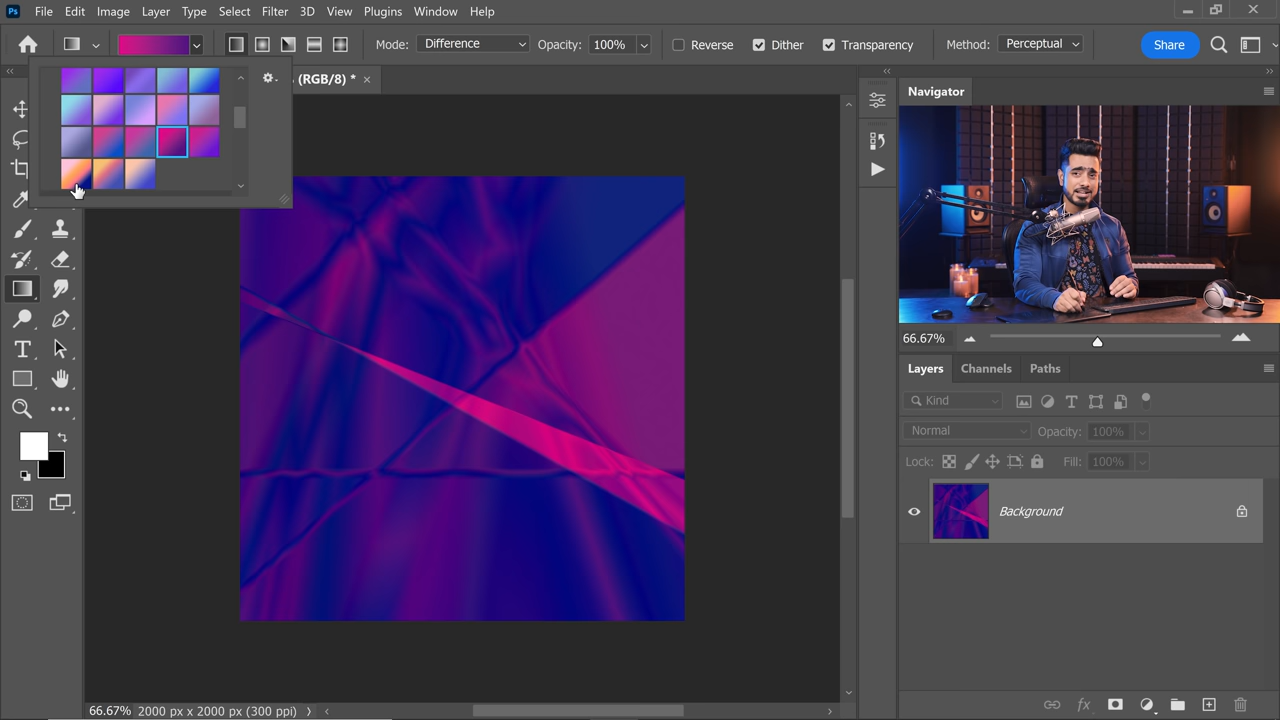 Ps File Edit Image Layer Type Select Filter 3D View Plugins Window Help
Mode: Difference Opacity: 100% Reverse Dither Transparency Method: Perceptual Share
(RGB/8) *
Navigator
66.67%
Layers Channels Paths
Kind
Normal Opacity: 100%
Lock: Fill: 100%
Background
66.67% 2000 px x 2000 px (300 ppi)